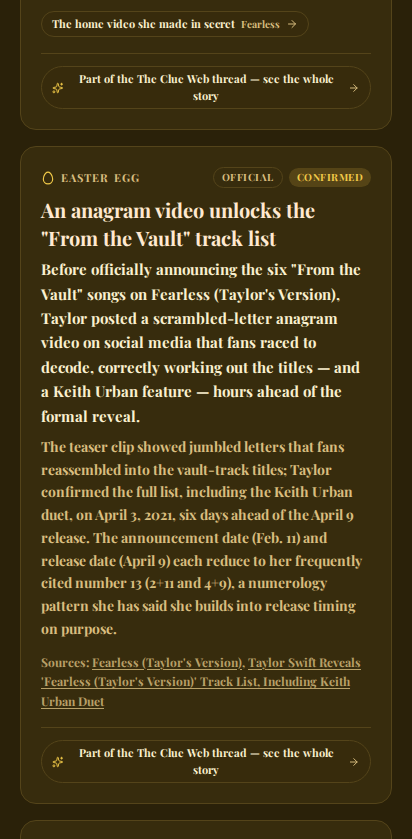 The home video she made in secret Fearless →
Part of the The Clue Web thread — see the whole →
story
EASTER EGG OFFICIAL CONFIRMED
An anagram video unlocks the
"From the Vault" track list
Before officially announcing the six "From the
Vault" songs on Fearless (Taylor's Version),
Taylor posted a scrambled-letter anagram
video on social media that fans raced to
decode, correctly working out the titles — and
a Keith Urban feature — hours ahead of the
formal reveal.
The teaser clip showed jumbled letters that fans
reassembled into the vault-track titles; Taylor
confirmed the full list, including the Keith Urban
duet, on April 3, 2021, six days ahead of the April 9
release. The announcement date (Feb. 11) and
release date (April 9) each reduce to her frequently
cited number 13 (2+11 and 4+9), a numerology
pattern she has said she builds into release timing
on purpose.
Sources: Fearless (Taylor's Version), Taylor Swift Reveals
'Fearless (Taylor's Version)' Track List, Including Keith
Urban Duet
Part of the The Clue Web thread — see the whole →
story